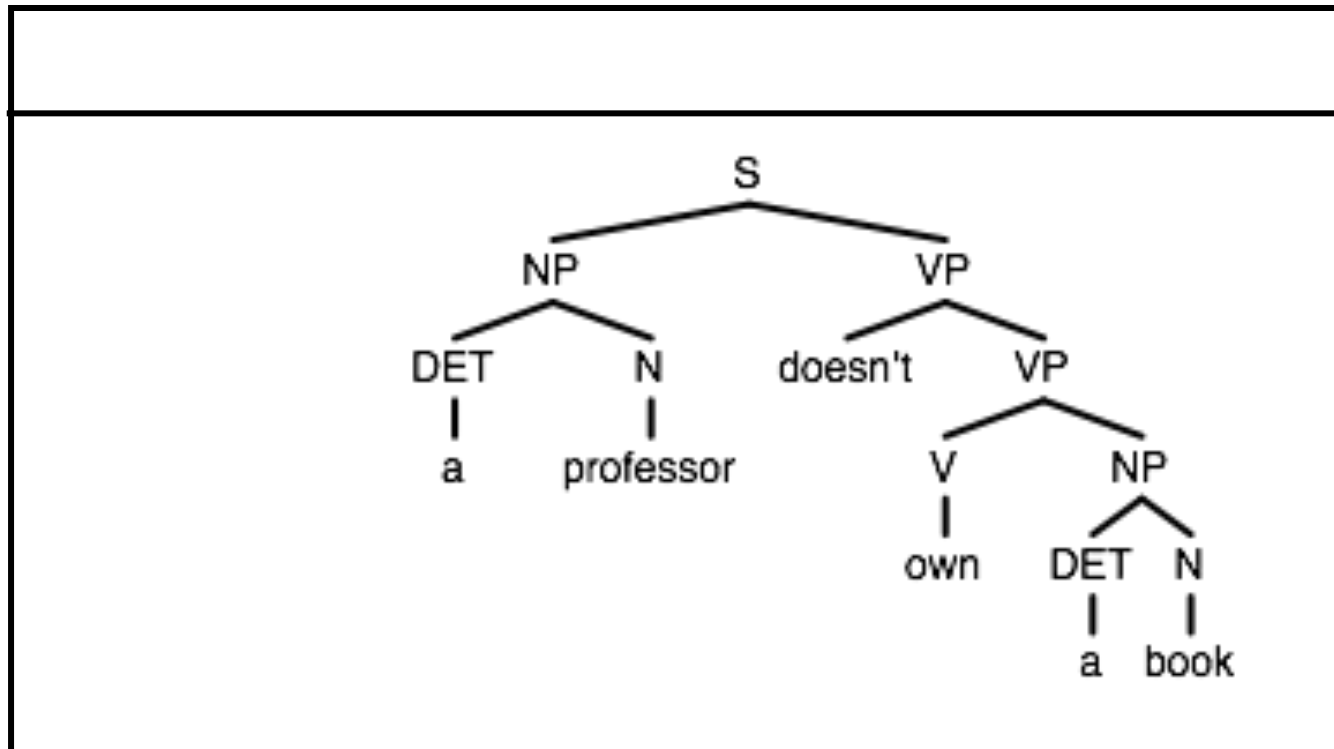 S
NP VP
DET N doesn't VP
a professor V NP
own DET N
a book